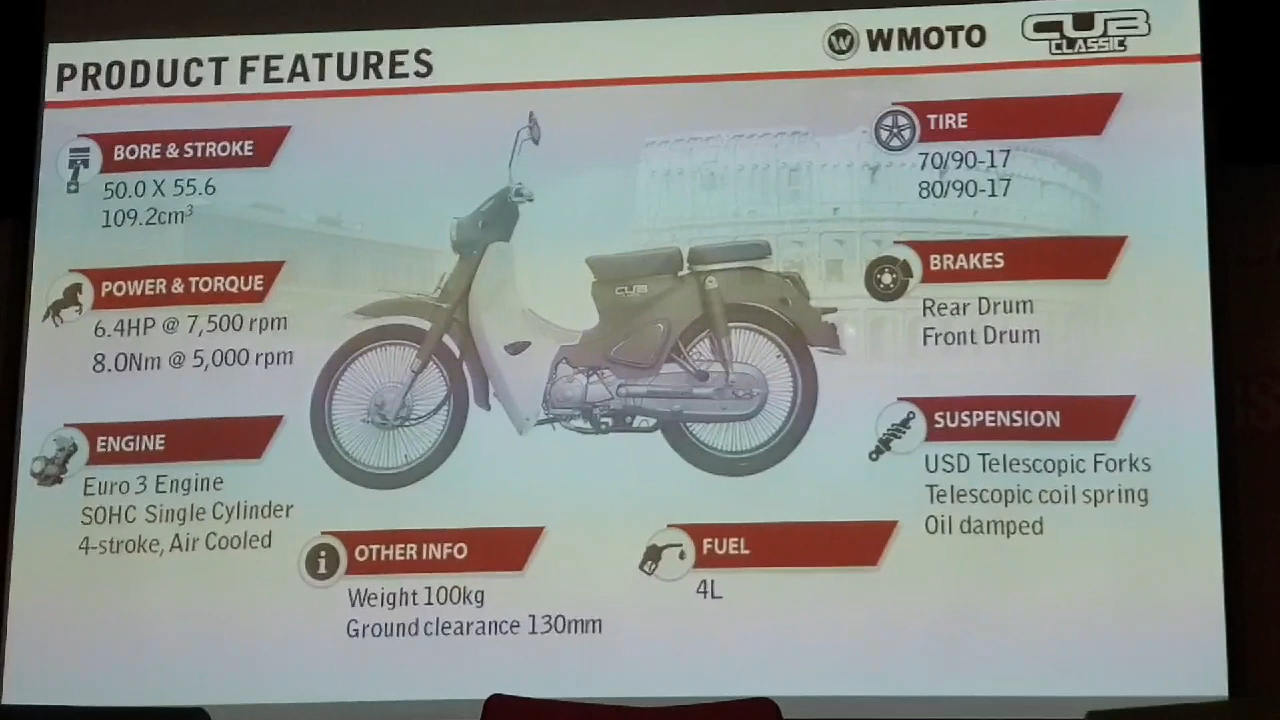 PRODUCT FEATURES
W WMOTO
CUB
CLASSIC
BORE & STROKE
50.0 X 55.6
109.2cm³
POWER & TORQUE
6.4HP @ 7,500 rpm
8.0Nm @ 5,000 rpm
ENGINE
Euro 3 Engine
SOHC Single Cylinder
4-stroke, Air Cooled
CUB
TIRE
70/90-17
80/90-17
BRAKES
Rear Drum
Front Drum
SUSPENSION
USD Telescopic Forks
Telescopic coil spring
Oil damped
i OTHER INFO
Weight 100kg
Ground clearance 130mm
FUEL
4L